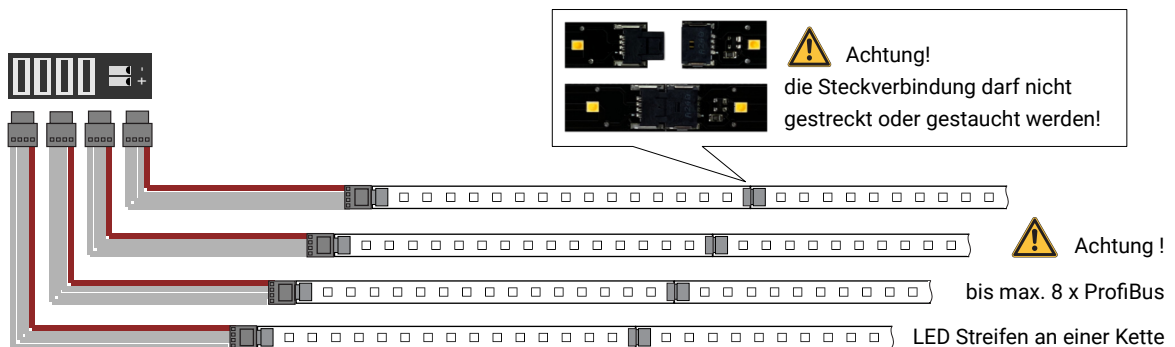 Achtung!
die Steckverbindung darf nicht
gestreckt oder gestaucht werden!
- 
+
Achtung !
bis max. 8 x ProfiBus
LED Streifen an einer Kette